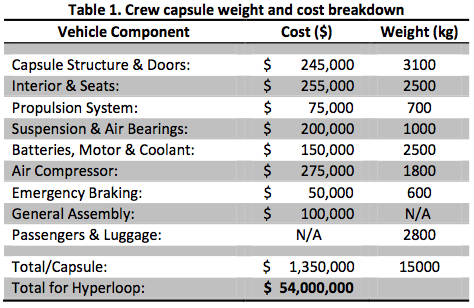 Table 1. Crew capsule weight and cost breakdown
Vehicle Component Cost ($) Weight (kg)
Capsule Structure & Doors: $ 245,000 3100
Interior & Seats: $ 255,000 2500
Propulsion System: $ 75,000 700
Suspension & Air Bearings: $ 200,000 1000
Batteries, Motor & Coolant: $ 150,000 2500
Air Compressor: $ 275,000 1800
Emergency Braking: $ 50,000 600
General Assembly: $ 100,000 N/A
Passengers & Luggage: N/A 2800
Total/Capsule: $ 1,350,000 15000
Total for Hyperloop: $ 54,000,000